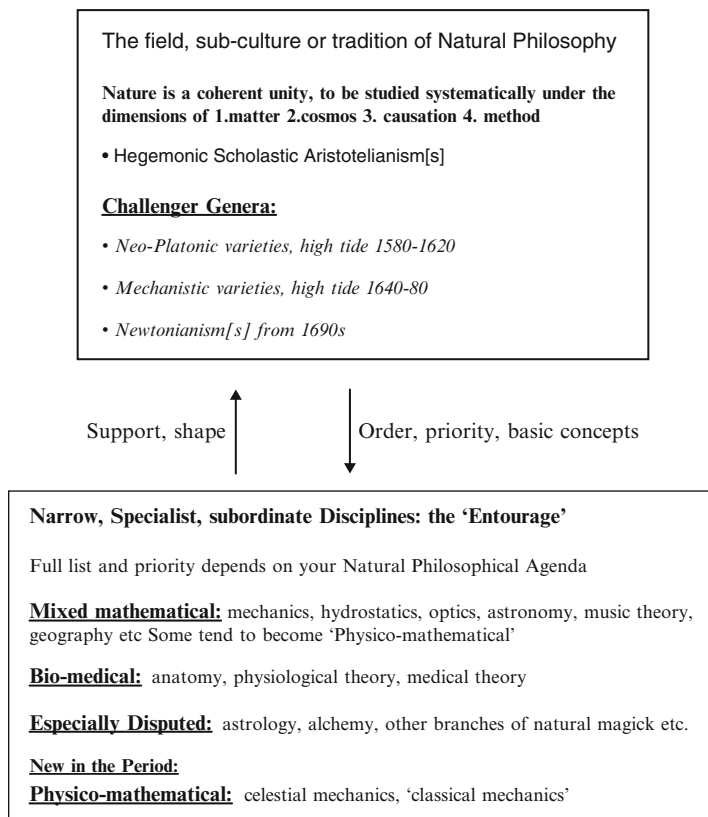 The field, sub-culture or tradition of Natural Philosophy
Nature is a coherent unity, to be studied systematically under the
dimensions of 1.matter 2.cosmos 3. causation 4. method
• Hegemonic Scholastic Aristotelianism[s]
Challenger Genera:
• Neo-Platonic varieties, high tide 1580-1620
• Mechanistic varieties, high tide 1640-80
• Newtonianism[s] from 1690s
Support, shape
Order, priority, basic concepts
Narrow, Specialist, subordinate Disciplines: the ‘Entourage’
Full list and priority depends on your Natural Philosophical Agenda
Mixed mathematical: mechanics, hydrostatics, optics, astronomy, music theory,
geography etc Some tend to become ‘Physico-mathematical’
Bio-medical: anatomy, physiological theory, medical theory
Especially Disputed: astrology, alchemy, other branches of natural magick etc.
New in the Period:
Physico-mathematical: celestial mechanics, ‘classical mechanics’